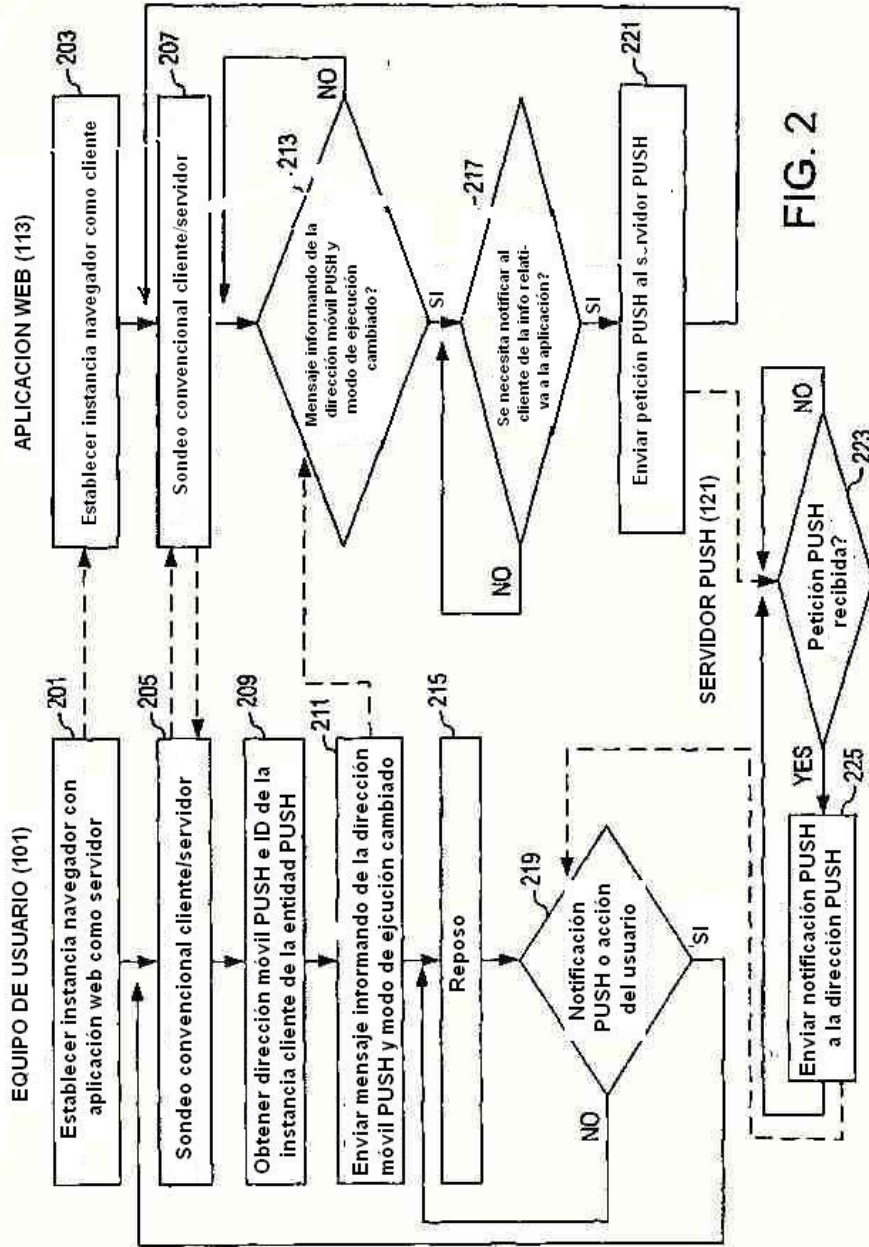 EQUIPO DE USUARIO (101)
201
Establecer instancia navegador con
aplicación web como servidor
205
Sondeo convencional cliente/servidor
209
Obtener dirección móvil PUSH e ID de la
instancia cliente de la entidad PUSH
211
Enviar mensaje informando de la dirección
móvil PUSH y modo de ejcución cambiado
215
Reposo
219
Notificación
PUSH o acción
del usuario
NO
SI
APLICACION WEB (113)
203
Establecer instancia navegador como cliente
207
Sondeo convencional cliente/servidor
213
Mensaje informando de la
dirección móvil PUSH y
modo de ejecución
cambiado?
NO
SI
217
Se necesita notificar al
cliente de la info relati-
va a la aplicación?
NO
SI
221
Enviar petición PUSH al servidor PUSH
SERVIDOR PUSH (121)
Petición PUSH
recibida?
223
NO
YES
225
Enviar notificación PUSH
a la dirección PUSH
FIG. 2